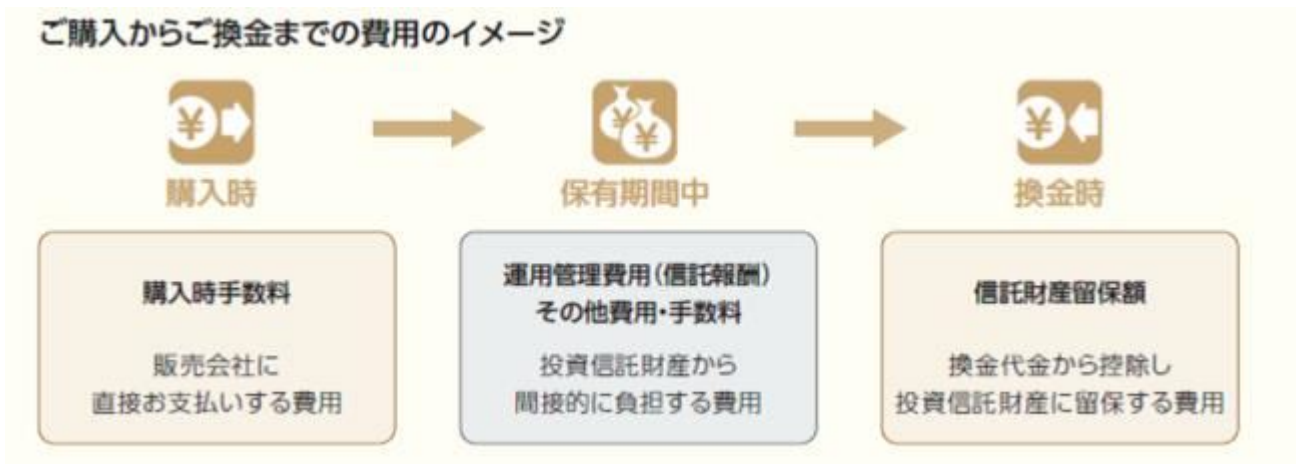 ご購入からご換金までの費用のイメージ
¥
¥
¥
¥
購入時
保有期間中
換金時
購入時手数料
販売会社に
直接お支払いする費用
運用管理費用(信託報酬)
その他費用・手数料
投資信託財産から
間接的に負担する費用
信託財産留保額
換金代金から控除し
投資信託財産に留保する費用